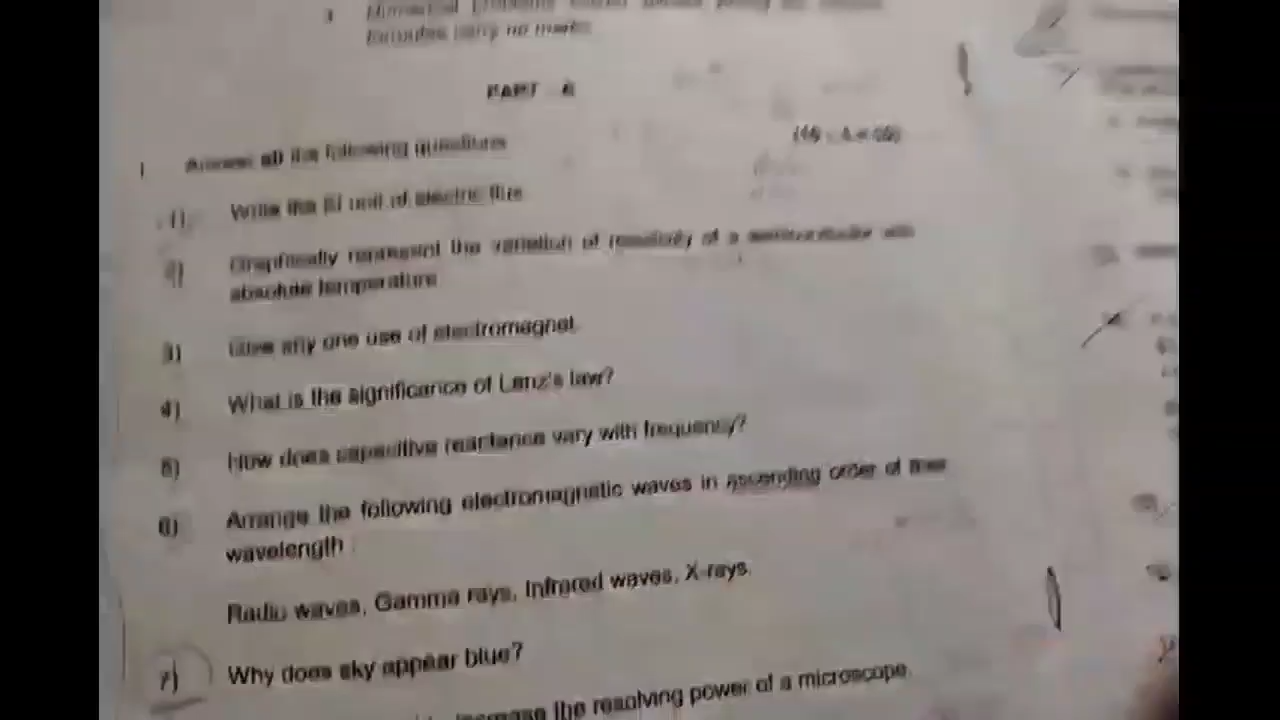 formulae carry no marks.
PART - A
I Answer all the following questions
1) Write the SI unit of electric flux
2) Graphically represent the variation of resistivity of a semiconductor with
absolute temperature
3) Give any one use of electromagnet.
4) What is the significance of Lenz's law?
5) How does capacitive reactance vary with frequency?
6) Arrange the following electromagnetic waves in ascending order of their
wavelength :
Radio waves, Gamma rays, Infrared waves, X-rays.
7) Why does sky appear blue?
increase the resolving power of a microscope.